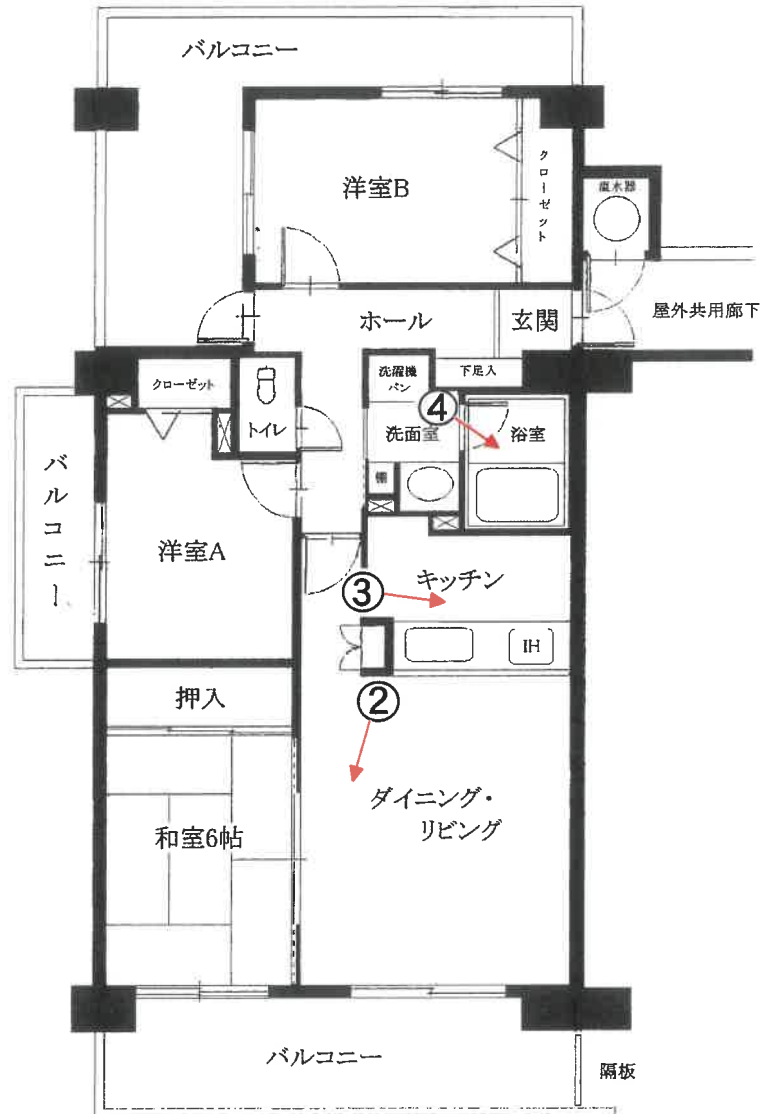 バルコニー
洋室B
クローゼット
温水器
ホール
玄関
屋外共用廊下
クローゼット
トイレ
洗濯機
パン
下足入
④
洗面室
浴室
棚
バルコニー
洋室A
③
キッチン
IH
押入
②
ダイニング・
リビング
和室6帖
バルコニー
隔板